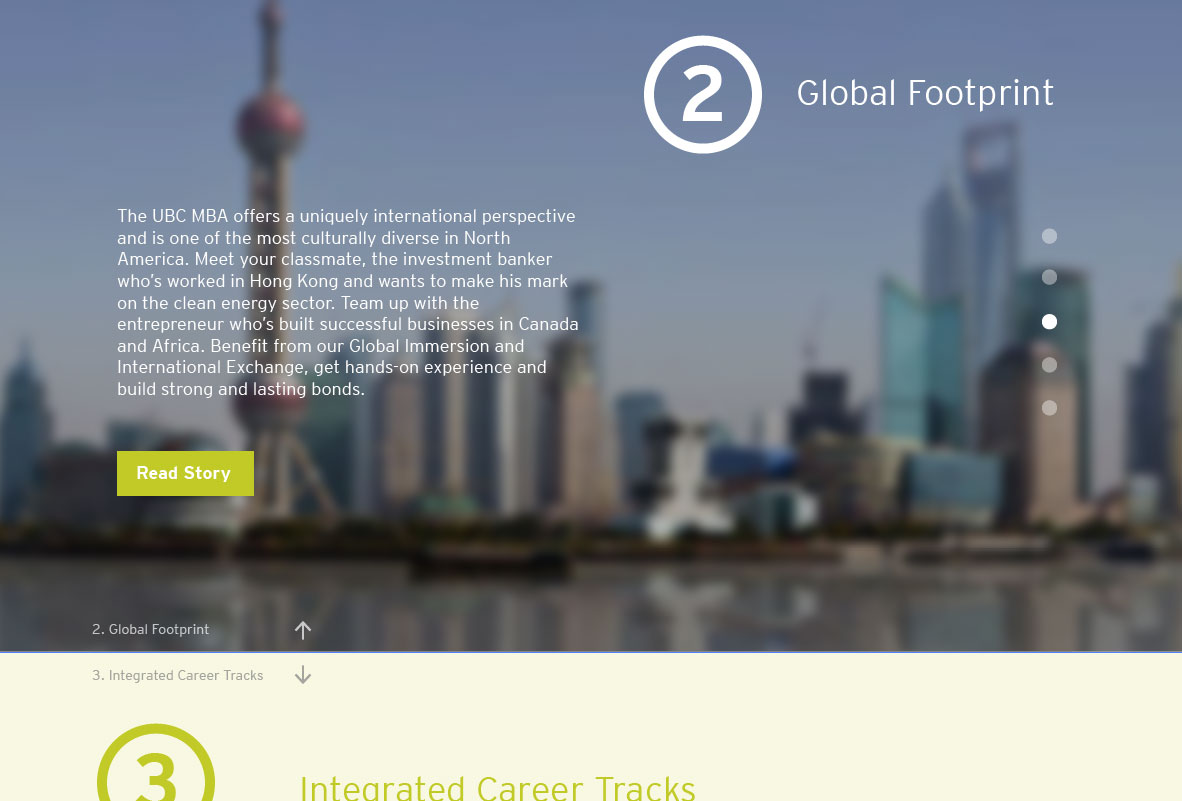 2
Global Footprint
The UBC MBA offers a uniquely international perspective
and is one of the most culturally diverse in North
America. Meet your classmate, the investment banker
who's worked in Hong Kong and wants to make his mark
on the clean energy sector. Team up with the
entrepreneur who's built successful businesses in Canada
and Africa. Benefit from our Global Immersion and
International Exchange, get hands-on experience and
build strong and lasting bonds.
Read Story
2. Global Footprint
3. Integrated Career Tracks
3
Integrated Career Tracks